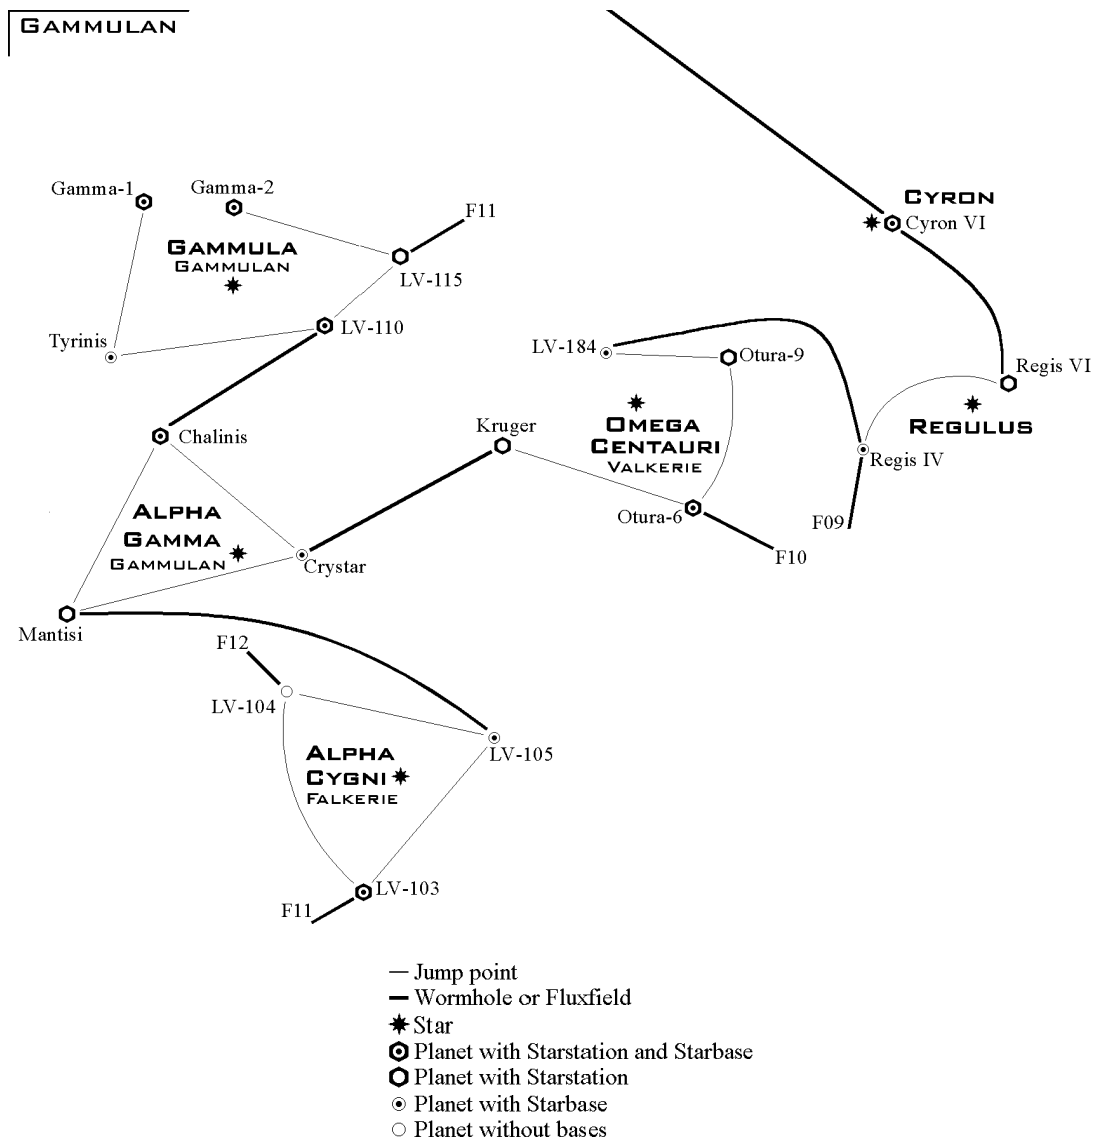 GAMMULAN
Gamma-1
Gamma-2
F11
GAMMULA
GAMMULAN
LV-115
CYRON
Cyron VI
Tyrinis
LV-110
LV-184
Otura-9
Regis VI
REGULUS
Chalinis
Kruger
OMEGA
CENTAURI
VALKERIE
Regis IV
ALPHA
GAMMA
GAMMULAN
Otura-6
F09
F10
Crystar
Mantisi
F12
LV-104
LV-105
ALPHA
CYGNI
FALKERIE
LV-103
F11
Jump point
Wormhole or Fluxfield
Star
Planet with Starstation and Starbase
Planet with Starstation
Planet with Starbase
Planet without bases